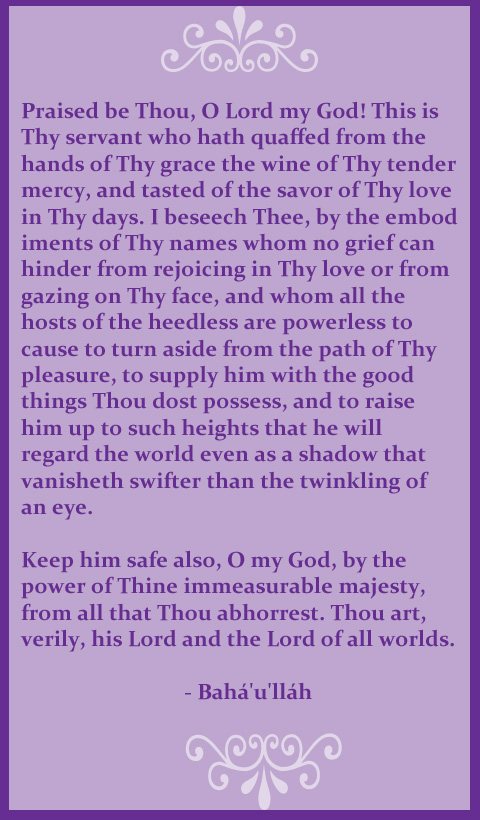 Praised be Thou, O Lord my God! This is
Thy servant who hath quaffed from the
hands of Thy grace the wine of Thy tender
mercy, and tasted of the savor of Thy love
in Thy days. I beseech Thee, by the embod
iments of Thy names whom no grief can
hinder from rejoicing in Thy love or from
gazing on Thy face, and whom all the
hosts of the heedless are powerless to
cause to turn aside from the path of Thy
pleasure, to supply him with the good
things Thou dost possess, and to raise
him up to such heights that he will
regard the world even as a shadow that
vanisheth swifter than the twinkling of
an eye.
Keep him safe also, O my God, by the
power of Thine immeasurable majesty,
from all that Thou abhorrest. Thou art,
verily, his Lord and the Lord of all worlds.
- Bahá'u'lláh